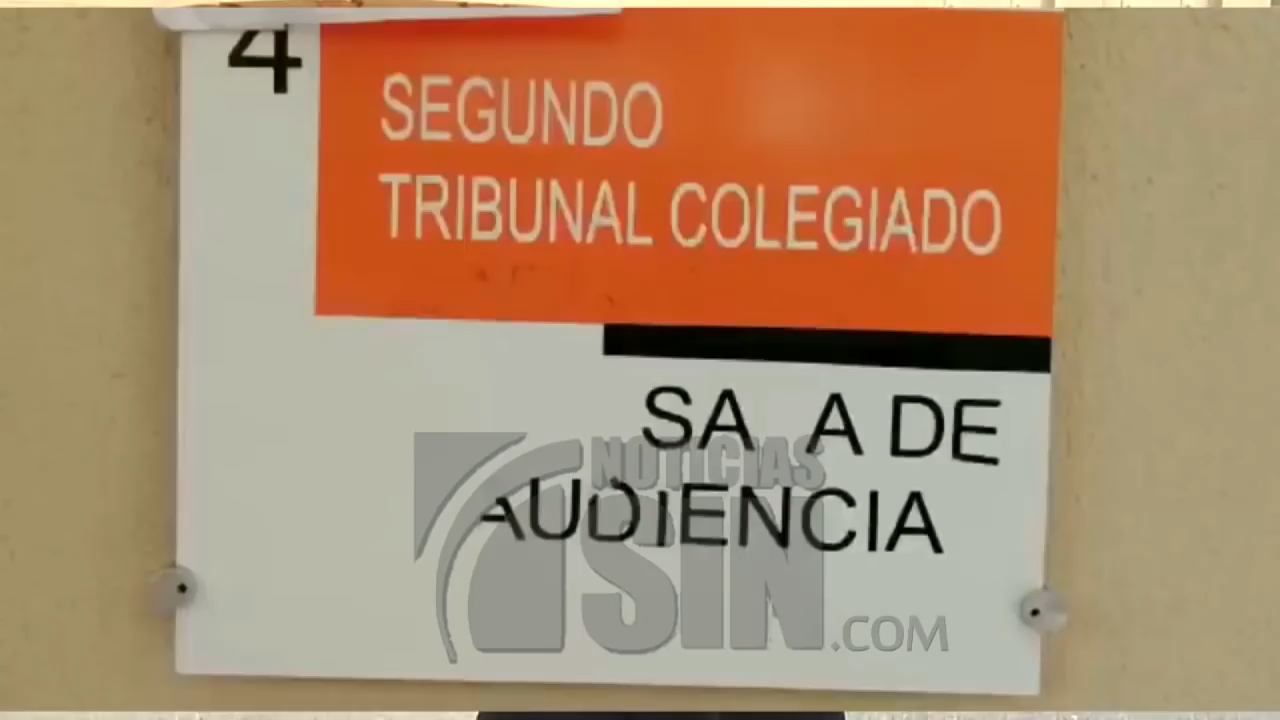 4
SEGUNDO
TRIBUNAL COLEGIADO
SA A DE
AUDIENCIA
NOTICIAS
SIN
.COM